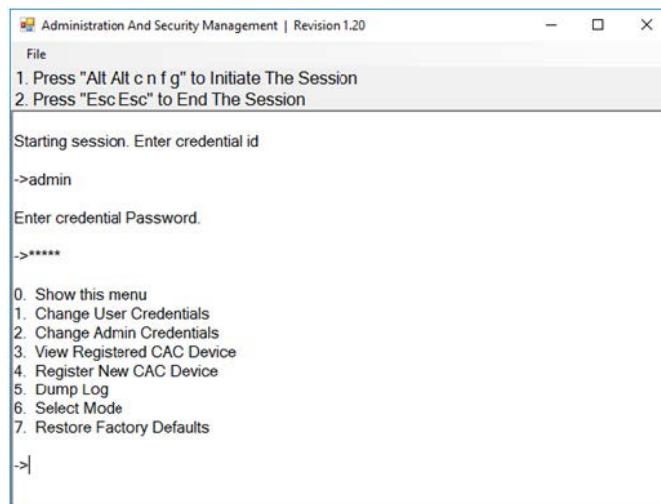 Administration And Security Management | Revision 1.20
File
1. Press "Alt Alt c n f g" to Initiate The Session
2. Press "Esc Esc" to End The Session
Starting session. Enter credential id
->admin
Enter credential Password.
->*****
0. Show this menu
1. Change User Credentials
2. Change Admin Credentials
3. View Registered CAC Device
4. Register New CAC Device
5. Dump Log
6. Select Mode
7. Restore Factory Defaults
->